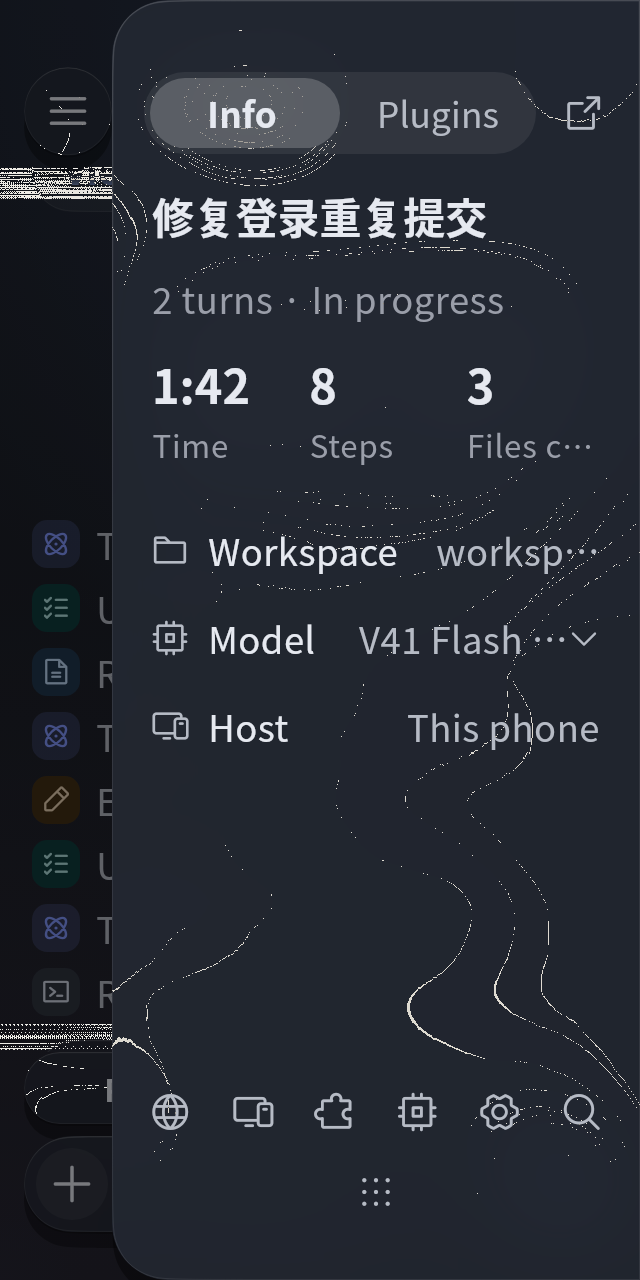 Info Plugins
修复登录重复提交
2 turns · In progress
1:42 8 3
Time Steps Files c…
Workspace worksp…
Model V41 Flash …
Host This phone
T
U
R
T
E
U
T
R